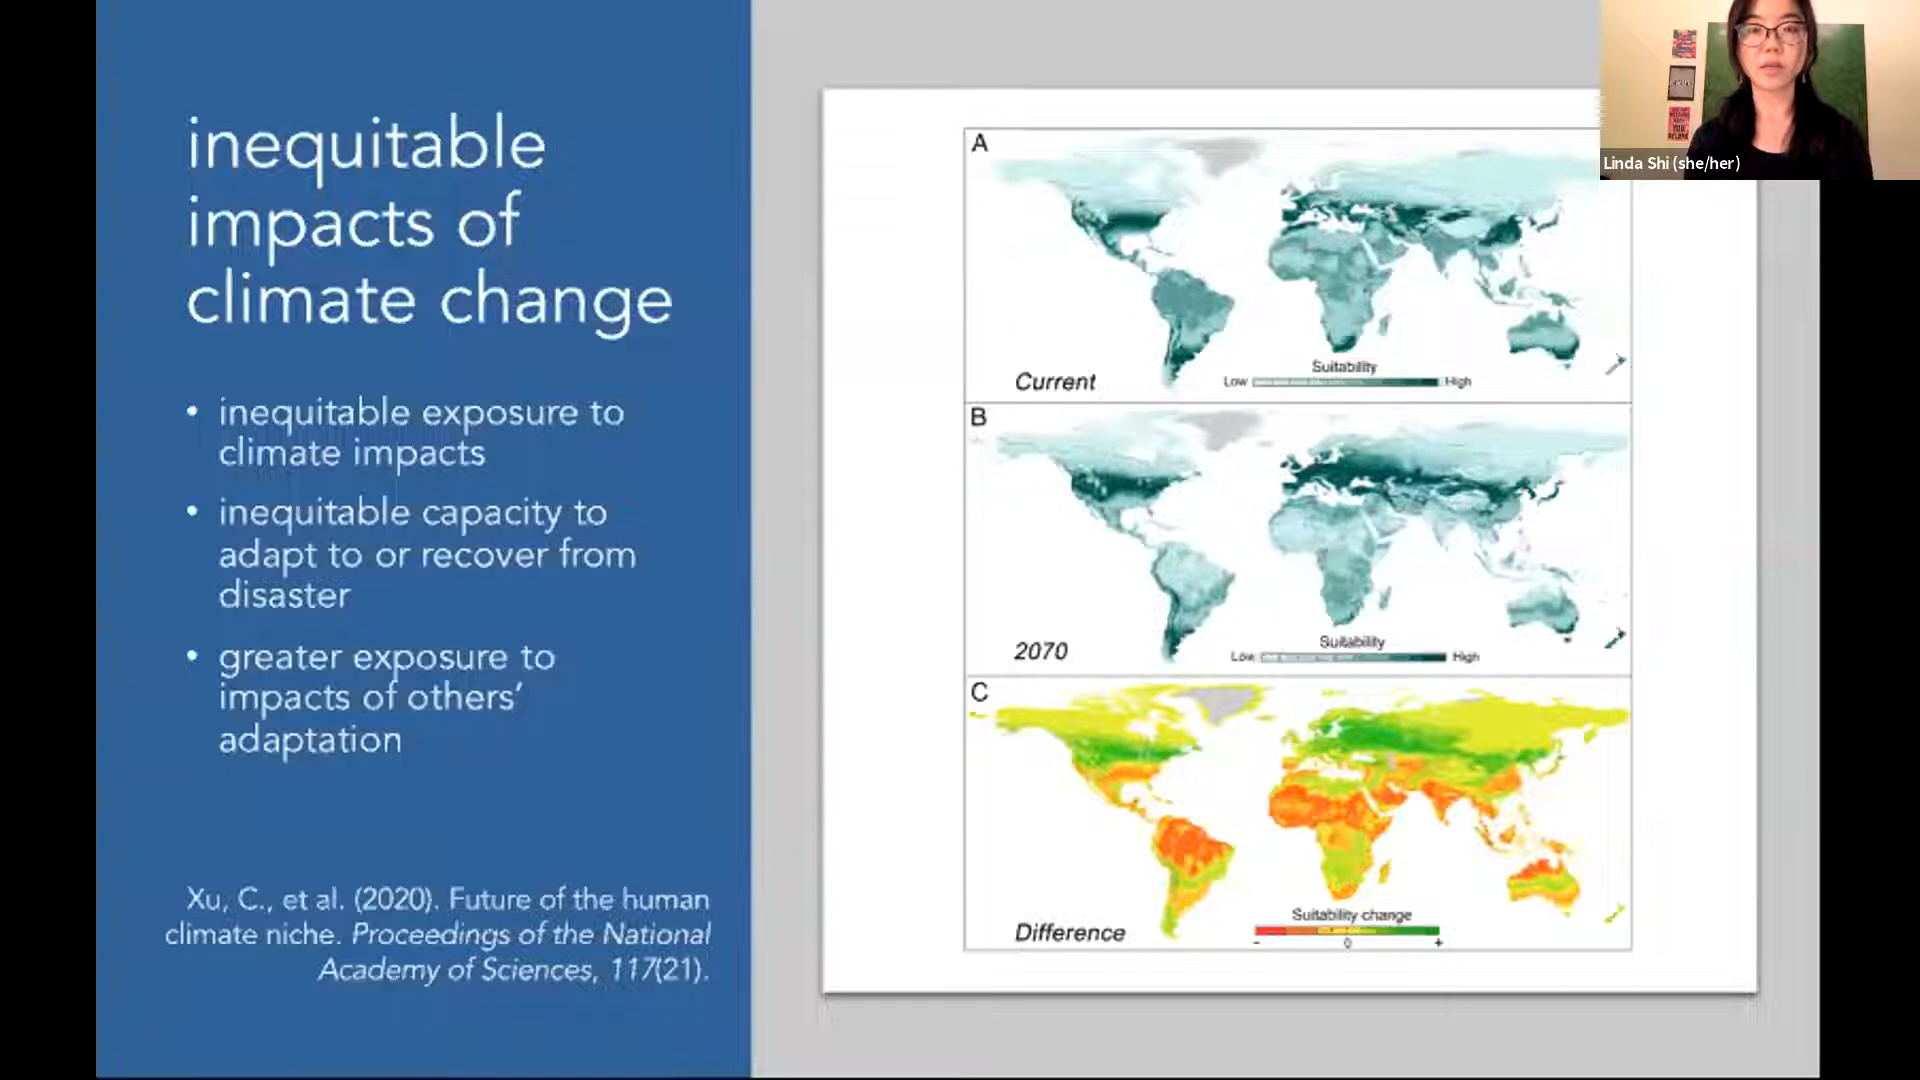 inequitable
impacts of
climate change
• inequitable exposure to
climate impacts
• inequitable capacity to
adapt to or recover from
disaster
• greater exposure to
impacts of others’
adaptation
Xu, C., et al. (2020). Future of the human
climate niche. Proceedings of the National
Academy of Sciences, 117(21).
A
Suitability
Low High
Current
B
Suitability
Low High
2070
C
Suitability change
- 0 +
Difference
Linda Shi (she/her)